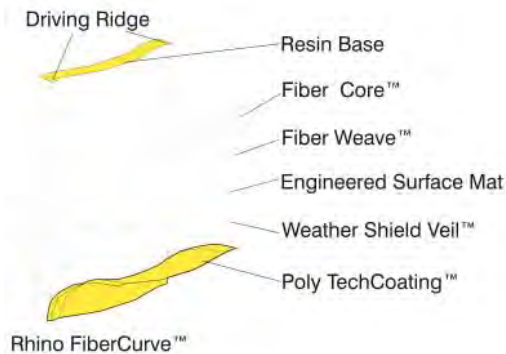 Driving Ridge
Resin Base
Fiber Core™
Fiber Weave™
Engineered Surface Mat
Weather Shield Veil™
Poly TechCoating™
Rhino FiberCurve™